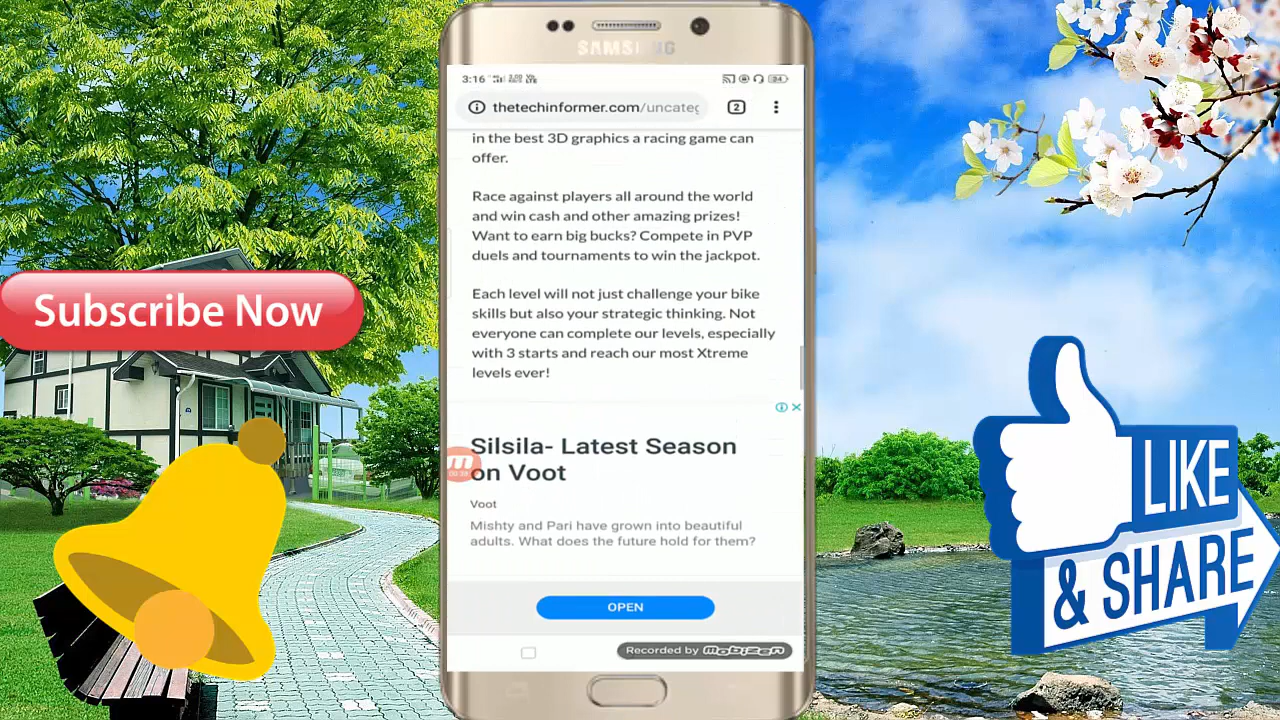 SAMSUNG
3:16
thetechinformer.com/uncateg
2
in the best 3D graphics a racing game can
offer.
Race against players all around the world
and win cash and other amazing prizes!
Want to earn big bucks? Compete in PVP
duels and tournaments to win the jackpot.
Each level will not just challenge your bike
skills but also your strategic thinking. Not
everyone can complete our levels, especially
with 3 starts and reach our most Xtreme
levels ever!
Silsila- Latest Season
on Voot
Voot
Mishty and Pari have grown into beautiful
adults. What does the future hold for them?
OPEN
Recorded by mobizen
Subscribe Now
LIKE
& SHARE